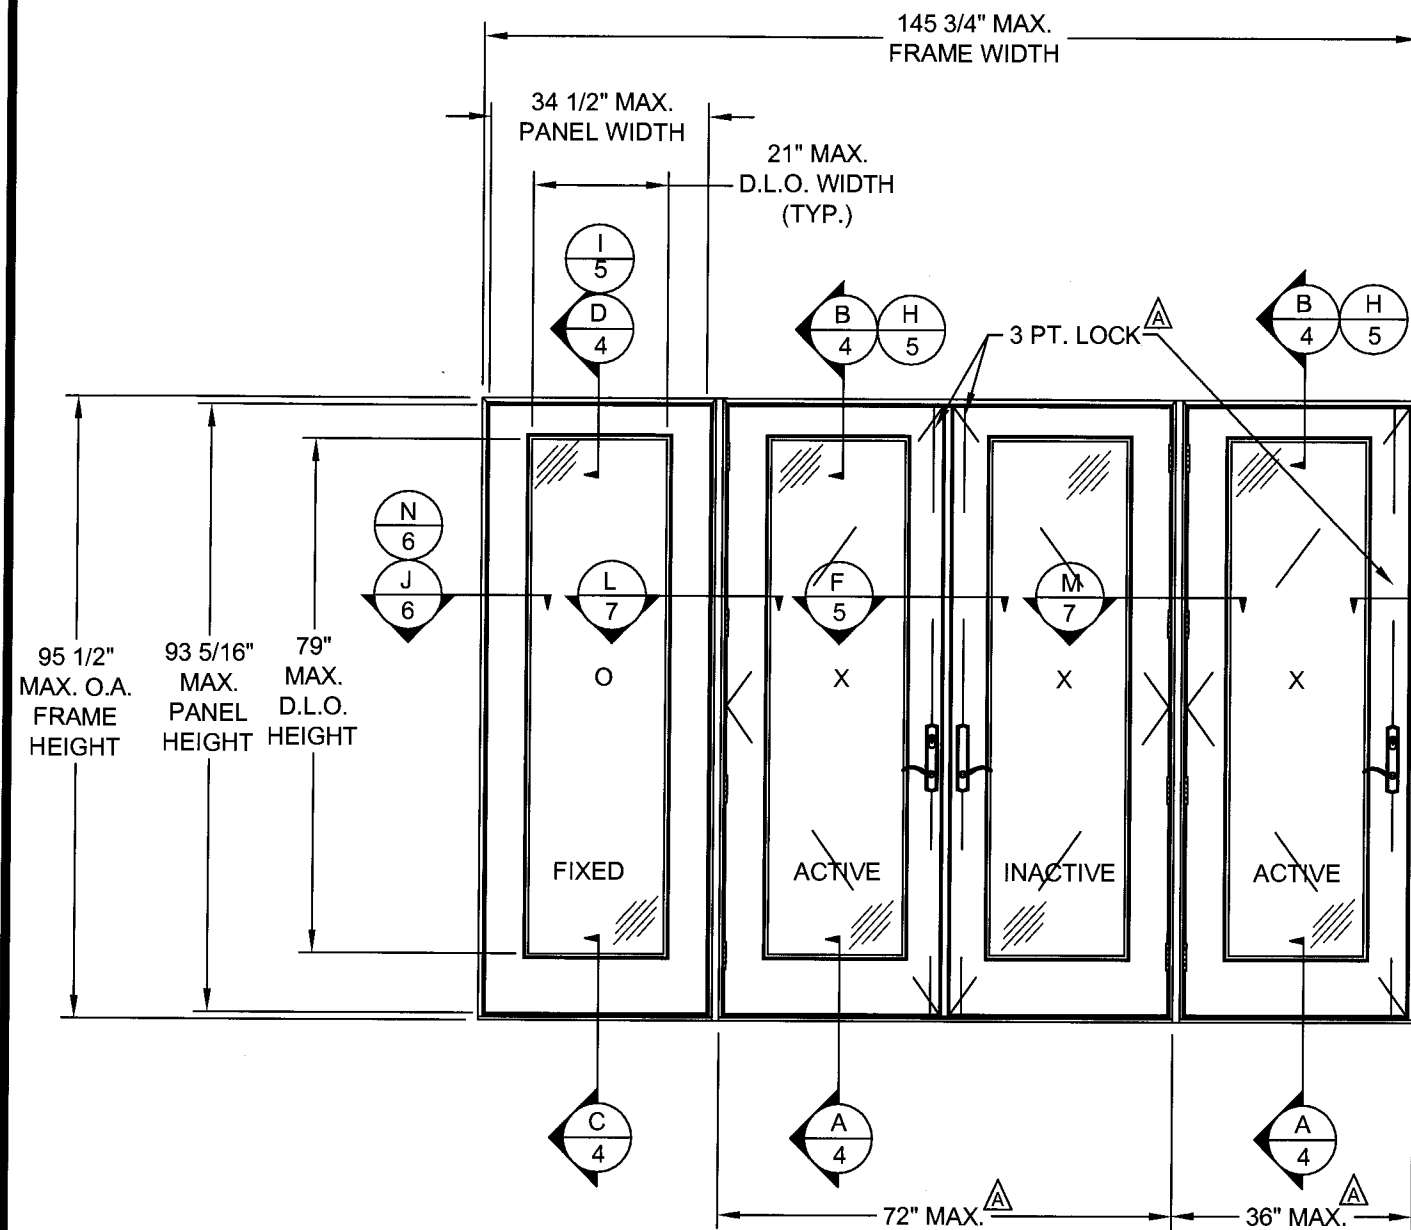 145 3/4" MAX.
FRAME WIDTH
34 1/2" MAX.
PANEL WIDTH
21" MAX.
D.L.O. WIDTH
(TYP.)
I
5
D
4
B
4
H
5
3 PT. LOCK
A
B
4
H
5
N
6
J
6
L
7
F
5
M
7
95 1/2"
MAX. O.A.
FRAME
HEIGHT
93 5/16"
MAX.
PANEL
HEIGHT
79"
MAX.
D.L.O.
HEIGHT
O
X
X
X
FIXED
ACTIVE
INACTIVE
ACTIVE
C
4
A
4
A
4
72" MAX.
A
36" MAX.
A